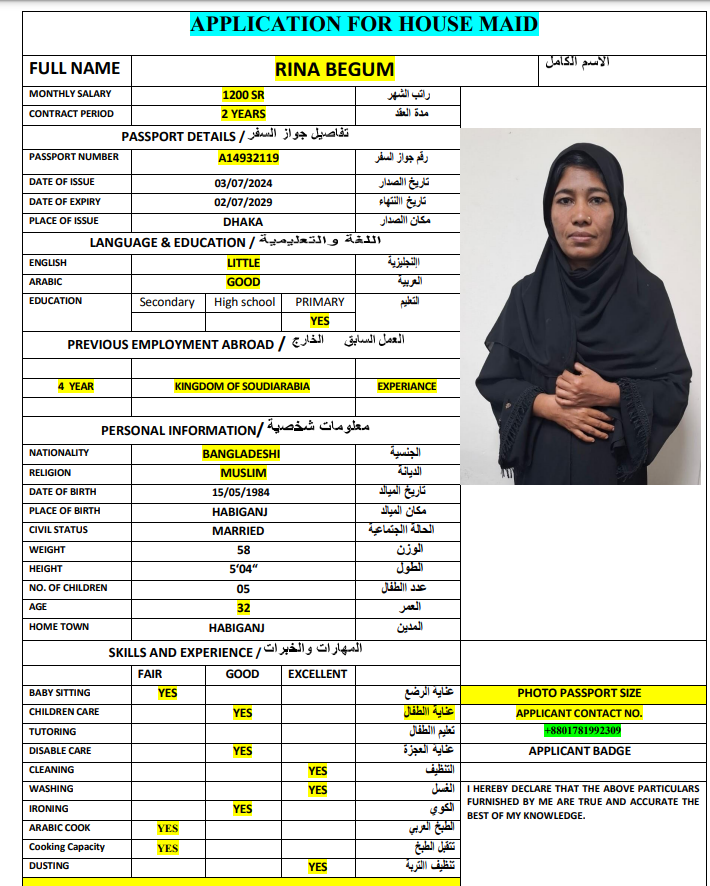 APPLICATION FOR HOUSE MAID
FULL NAME RINA BEGUM الاسم الكامل
MONTHLY SALARY 1200 SR راتب الشهر
CONTRACT PERIOD 2 YEARS مدة العقد
PASSPORT DETAILS / تفاصيل جواز السفر
PASSPORT NUMBER A14932119 رقم جواز السفر
DATE OF ISSUE 03/07/2024 تاريخ االصدار
DATE OF EXPIRY 02/07/2029 تاريخ االنتهاء
PLACE OF ISSUE DHAKA مكان االصدار
LANGUAGE & EDUCATION / اللغة والتعليمية
ENGLISH LITTLE اإلنجليزية
ARABIC GOOD العربية
EDUCATION Secondary High school PRIMARY التعليم
YES
PREVIOUS EMPLOYMENT ABROAD / العمل السابق الخارج
4 YEAR KINGDOM OF SOUDIARABIA EXPERIANCE
PERSONAL INFORMATION/ معلومات شخصية
NATIONALITY BANGLADESHI الجنسية
RELIGION MUSLIM الديانة
DATE OF BIRTH 15/05/1984 تاريخ الميالد
PLACE OF BIRTH HABIGANJ مكان الميالد
CIVIL STATUS MARRIED الحالة االجتماعية
WEIGHT 58 الوزن
HEIGHT 5’04“ الطول
NO. OF CHILDREN 05 عدد االطفال
AGE 32 العمر
HOME TOWN HABIGANJ المدين
SKILLS AND EXPERIENCE / المهارات والخبرات
FAIR GOOD EXCELLENT
BABY SITTING YES عناية الرضع
CHILDREN CARE YES عناية االطفال
TUTORING تعليم االطفال
DISABLE CARE YES عناية العجزة
CLEANING YES التنظيف
WASHING YES الغسل
IRONING YES الكوي
ARABIC COOK YES الطبخ العربي
Cooking Capacity YES تتقبل الطبخ
DUSTING YES تنظيف التربة
PHOTO PASSPORT SIZE
APPLICANT CONTACT NO.
+8801781992309
APPLICANT BADGE
I HEREBY DECLARE THAT THE ABOVE PARTICULARS
FURNISHED BY ME ARE TRUE AND ACCURATE THE
BEST OF MY KNOWLEDGE.